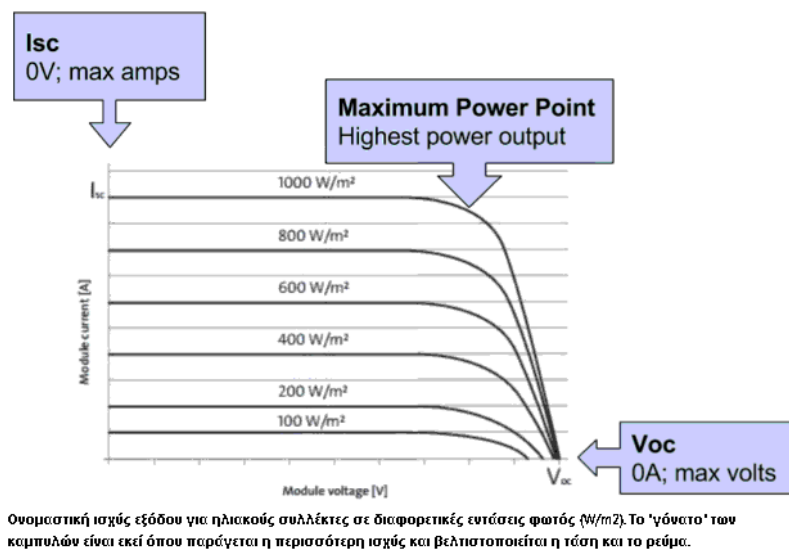 Isc
0V; max amps
Maximum Power Point
Highest power output
Isc
1000 W/m²
800 W/m²
600 W/m²
400 W/m²
200 W/m²
100 W/m²
Module current [A]
Module voltage [V]
Voc
Voc
0A; max volts
Ονομαστική ισχύς εξόδου για ηλιακούς συλλέκτες σε διαφορετικές εντάσεις φωτός (W/m2). Το 'γόνατο' των
καμπυλών είναι εκεί όπου παράγεται η περισσότερη ισχύς και βελτιστοποιείται η τάση και το ρεύμα.